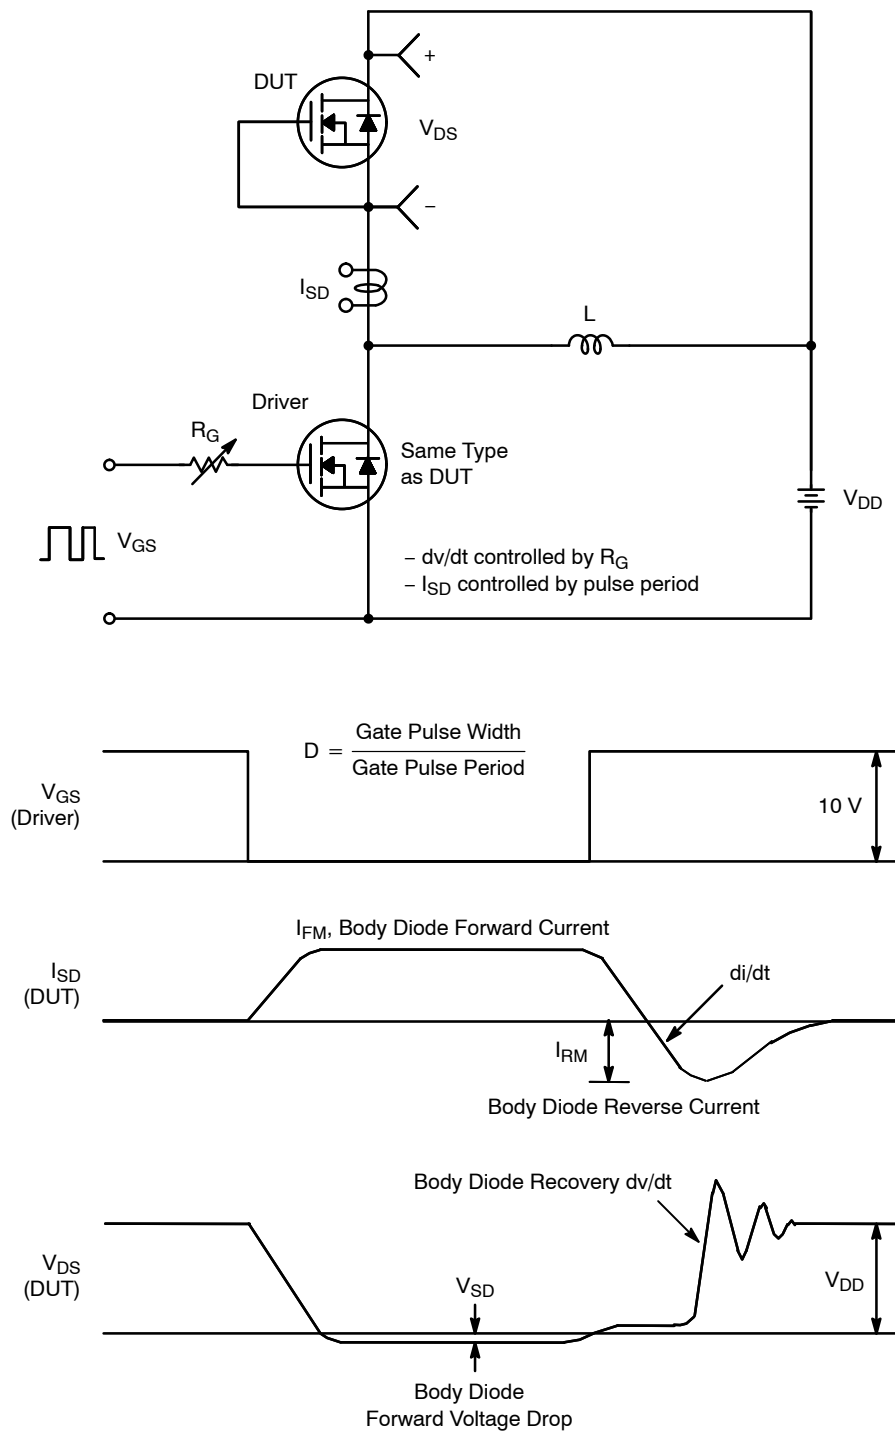 +
DUT
V_DS
−
I_SD
L
Driver
R_G
Same Type
as DUT
V_DD
V_GS
− dv/dt controlled by R_G
− I_SD controlled by pulse period
D = Gate Pulse Width
Gate Pulse Period
V_GS
(Driver)
10 V
I_FM, Body Diode Forward Current
I_SD
(DUT)
di/dt
I_RM
Body Diode Reverse Current
Body Diode Recovery dv/dt
V_DS
(DUT)
V_SD
V_DD
Body Diode
Forward Voltage Drop